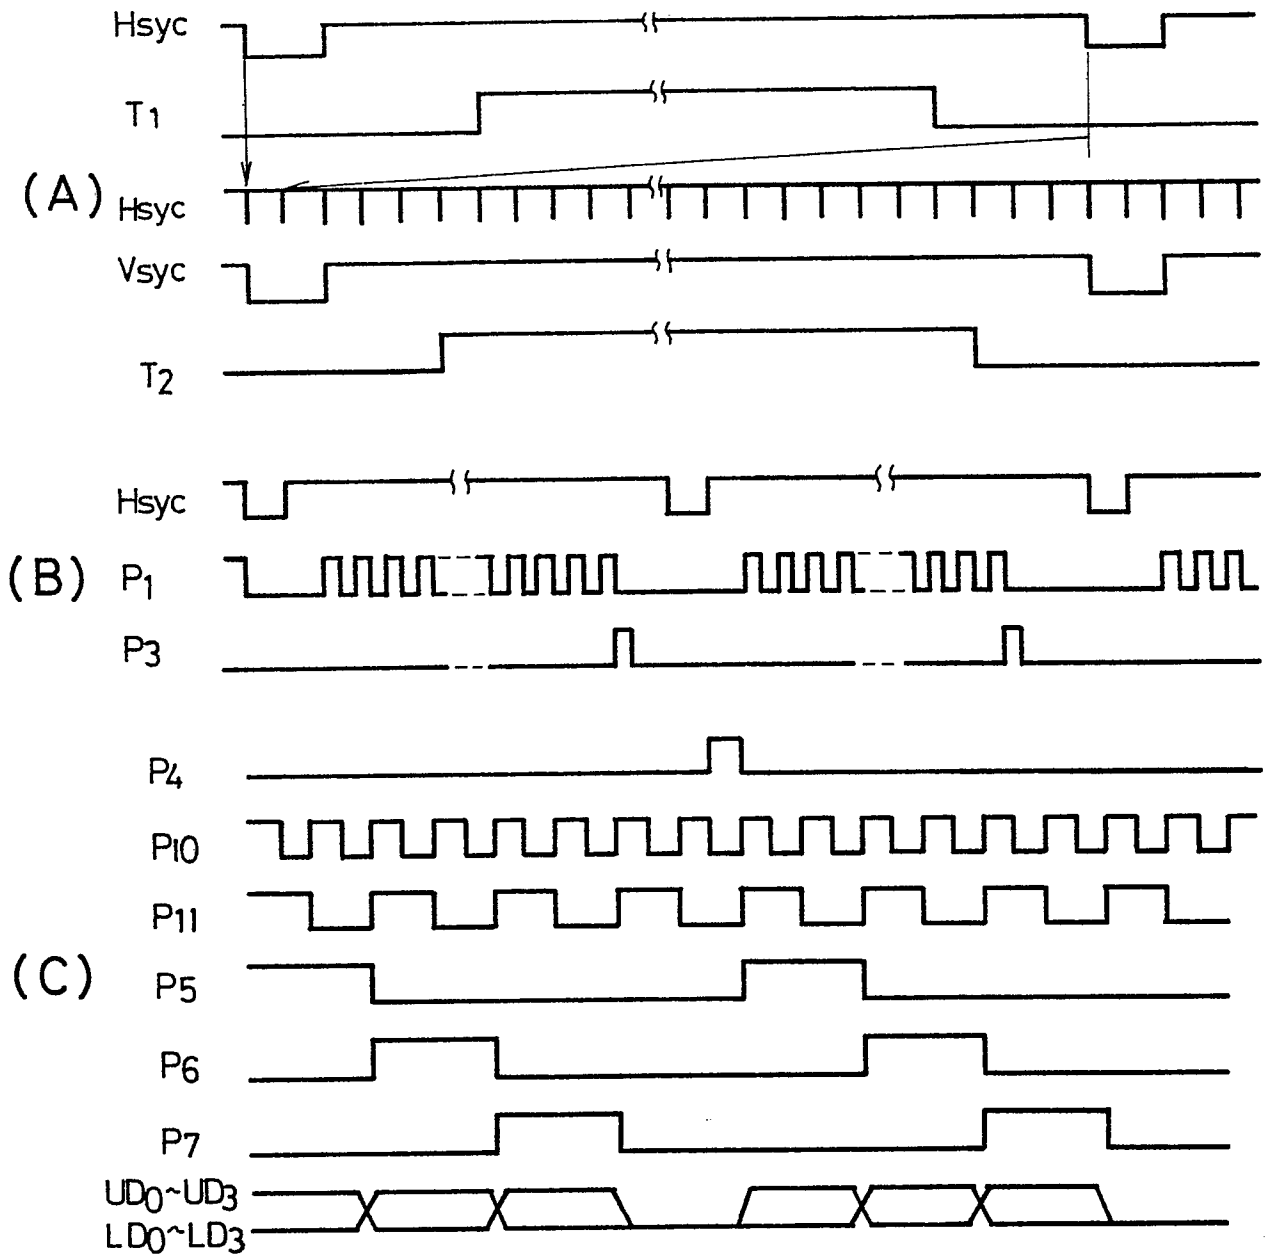 Hsyc
T1
(A)
Hsyc
Vsyc
T2
Hsyc
(B)
P1
P3
P4
P10
P11
(C)
P5
P6
P7
UD0~UD3
LD0~LD3